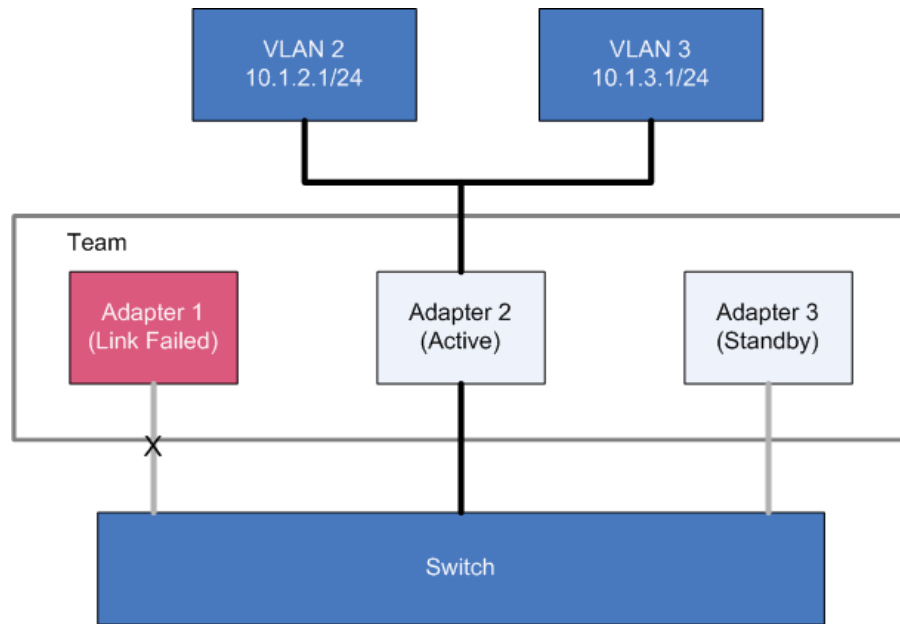 VLAN 2
10.1.2.1/24
VLAN 3
10.1.3.1/24
Team
Adapter 1
(Link Failed)
Adapter 2
(Active)
Adapter 3
(Standby)
X
Switch